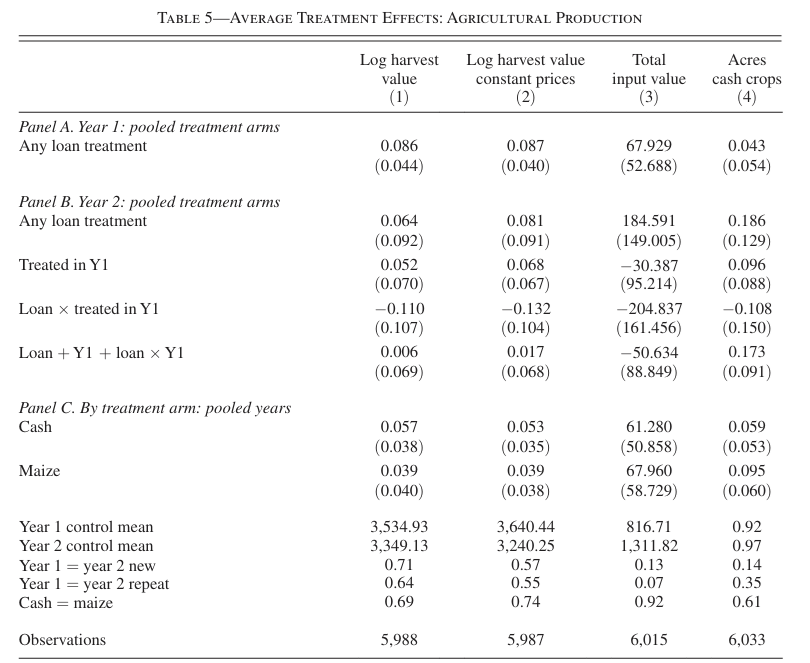 TABLE 5—AVERAGE TREATMENT EFFECTS: AGRICULTURAL PRODUCTION
Log harvest Log harvest value Total Acres
value constant prices input value cash crops
(1) (2) (3) (4)
Panel A. Year 1: pooled treatment arms
Any loan treatment 0.086 0.087 67.929 0.043
(0.044) (0.040) (52.688) (0.054)
Panel B. Year 2: pooled treatment arms
Any loan treatment 0.064 0.081 184.591 0.186
(0.092) (0.091) (149.005) (0.129)
Treated in Y1 0.052 0.068 −30.387 0.096
(0.070) (0.067) (95.214) (0.088)
Loan × treated in Y1 −0.110 −0.132 −204.837 −0.108
(0.107) (0.104) (161.456) (0.150)
Loan + Y1 + loan × Y1 0.006 0.017 −50.634 0.173
(0.069) (0.068) (88.849) (0.091)
Panel C. By treatment arm: pooled years
Cash 0.057 0.053 61.280 0.059
(0.038) (0.035) (50.858) (0.053)
Maize 0.039 0.039 67.960 0.095
(0.040) (0.038) (58.729) (0.060)
Year 1 control mean 3,534.93 3,640.44 816.71 0.92
Year 2 control mean 3,349.13 3,240.25 1,311.82 0.97
Year 1 = year 2 new 0.71 0.57 0.13 0.14
Year 1 = year 2 repeat 0.64 0.55 0.07 0.35
Cash = maize 0.69 0.74 0.92 0.61
Observations 5,988 5,987 6,015 6,033